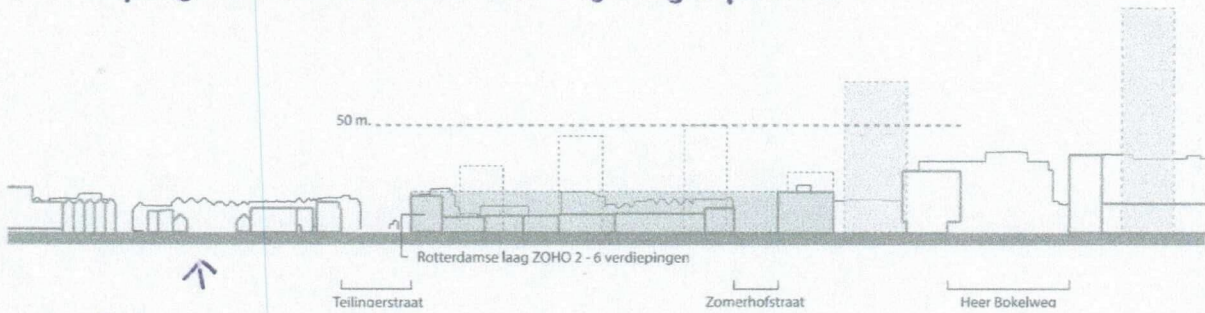 50 m.
Rotterdamse laag ZOHO 2 - 6 verdiepingen
Teilingerstraat
Zomerhofstraat
Heer Bokelweg